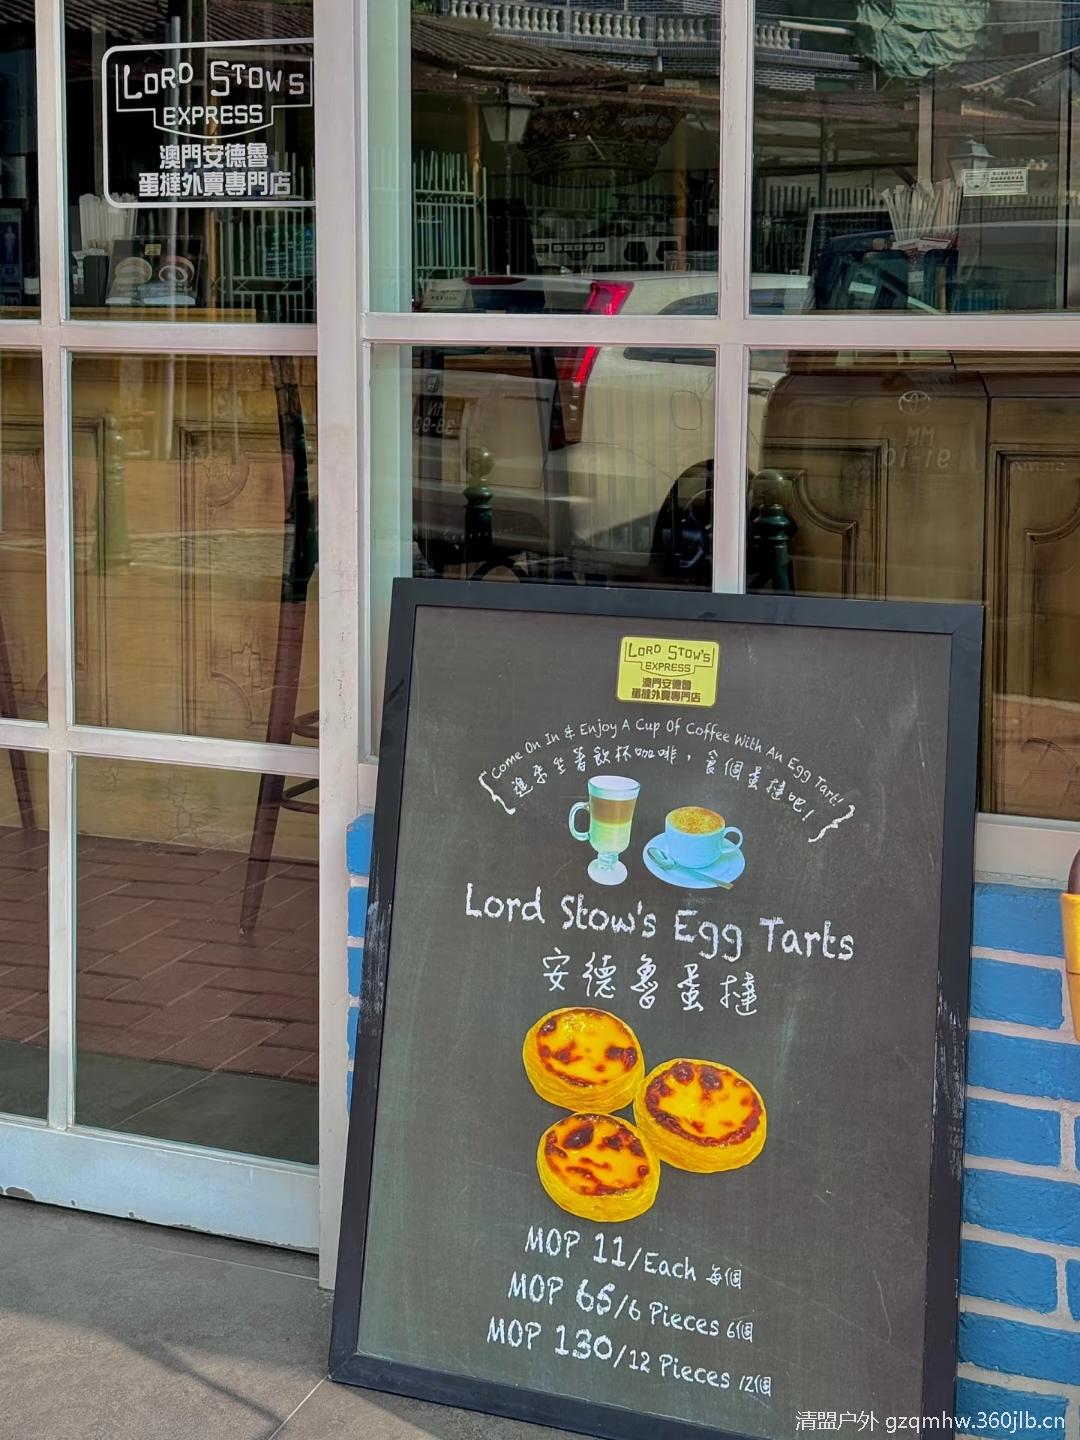 LORD STOW'S
EXPRESS
澳門安德魯
蛋撻外賣專門店
MM
91-10
LORD STOW'S
EXPRESS
澳門安德魯
蛋撻外賣專門店
Come On In & Enjoy A Cup Of Coffee With An Egg Tart!
進來坐著飲杯咖啡，食個蛋撻吧！
Lord Stow's Egg Tarts
安德魯蛋撻
MOP 11/Each 每個
MOP 65/6 Pieces 6個
MOP 130/12 Pieces 12個
清盟户外 gzqmhw.360jlb.cn